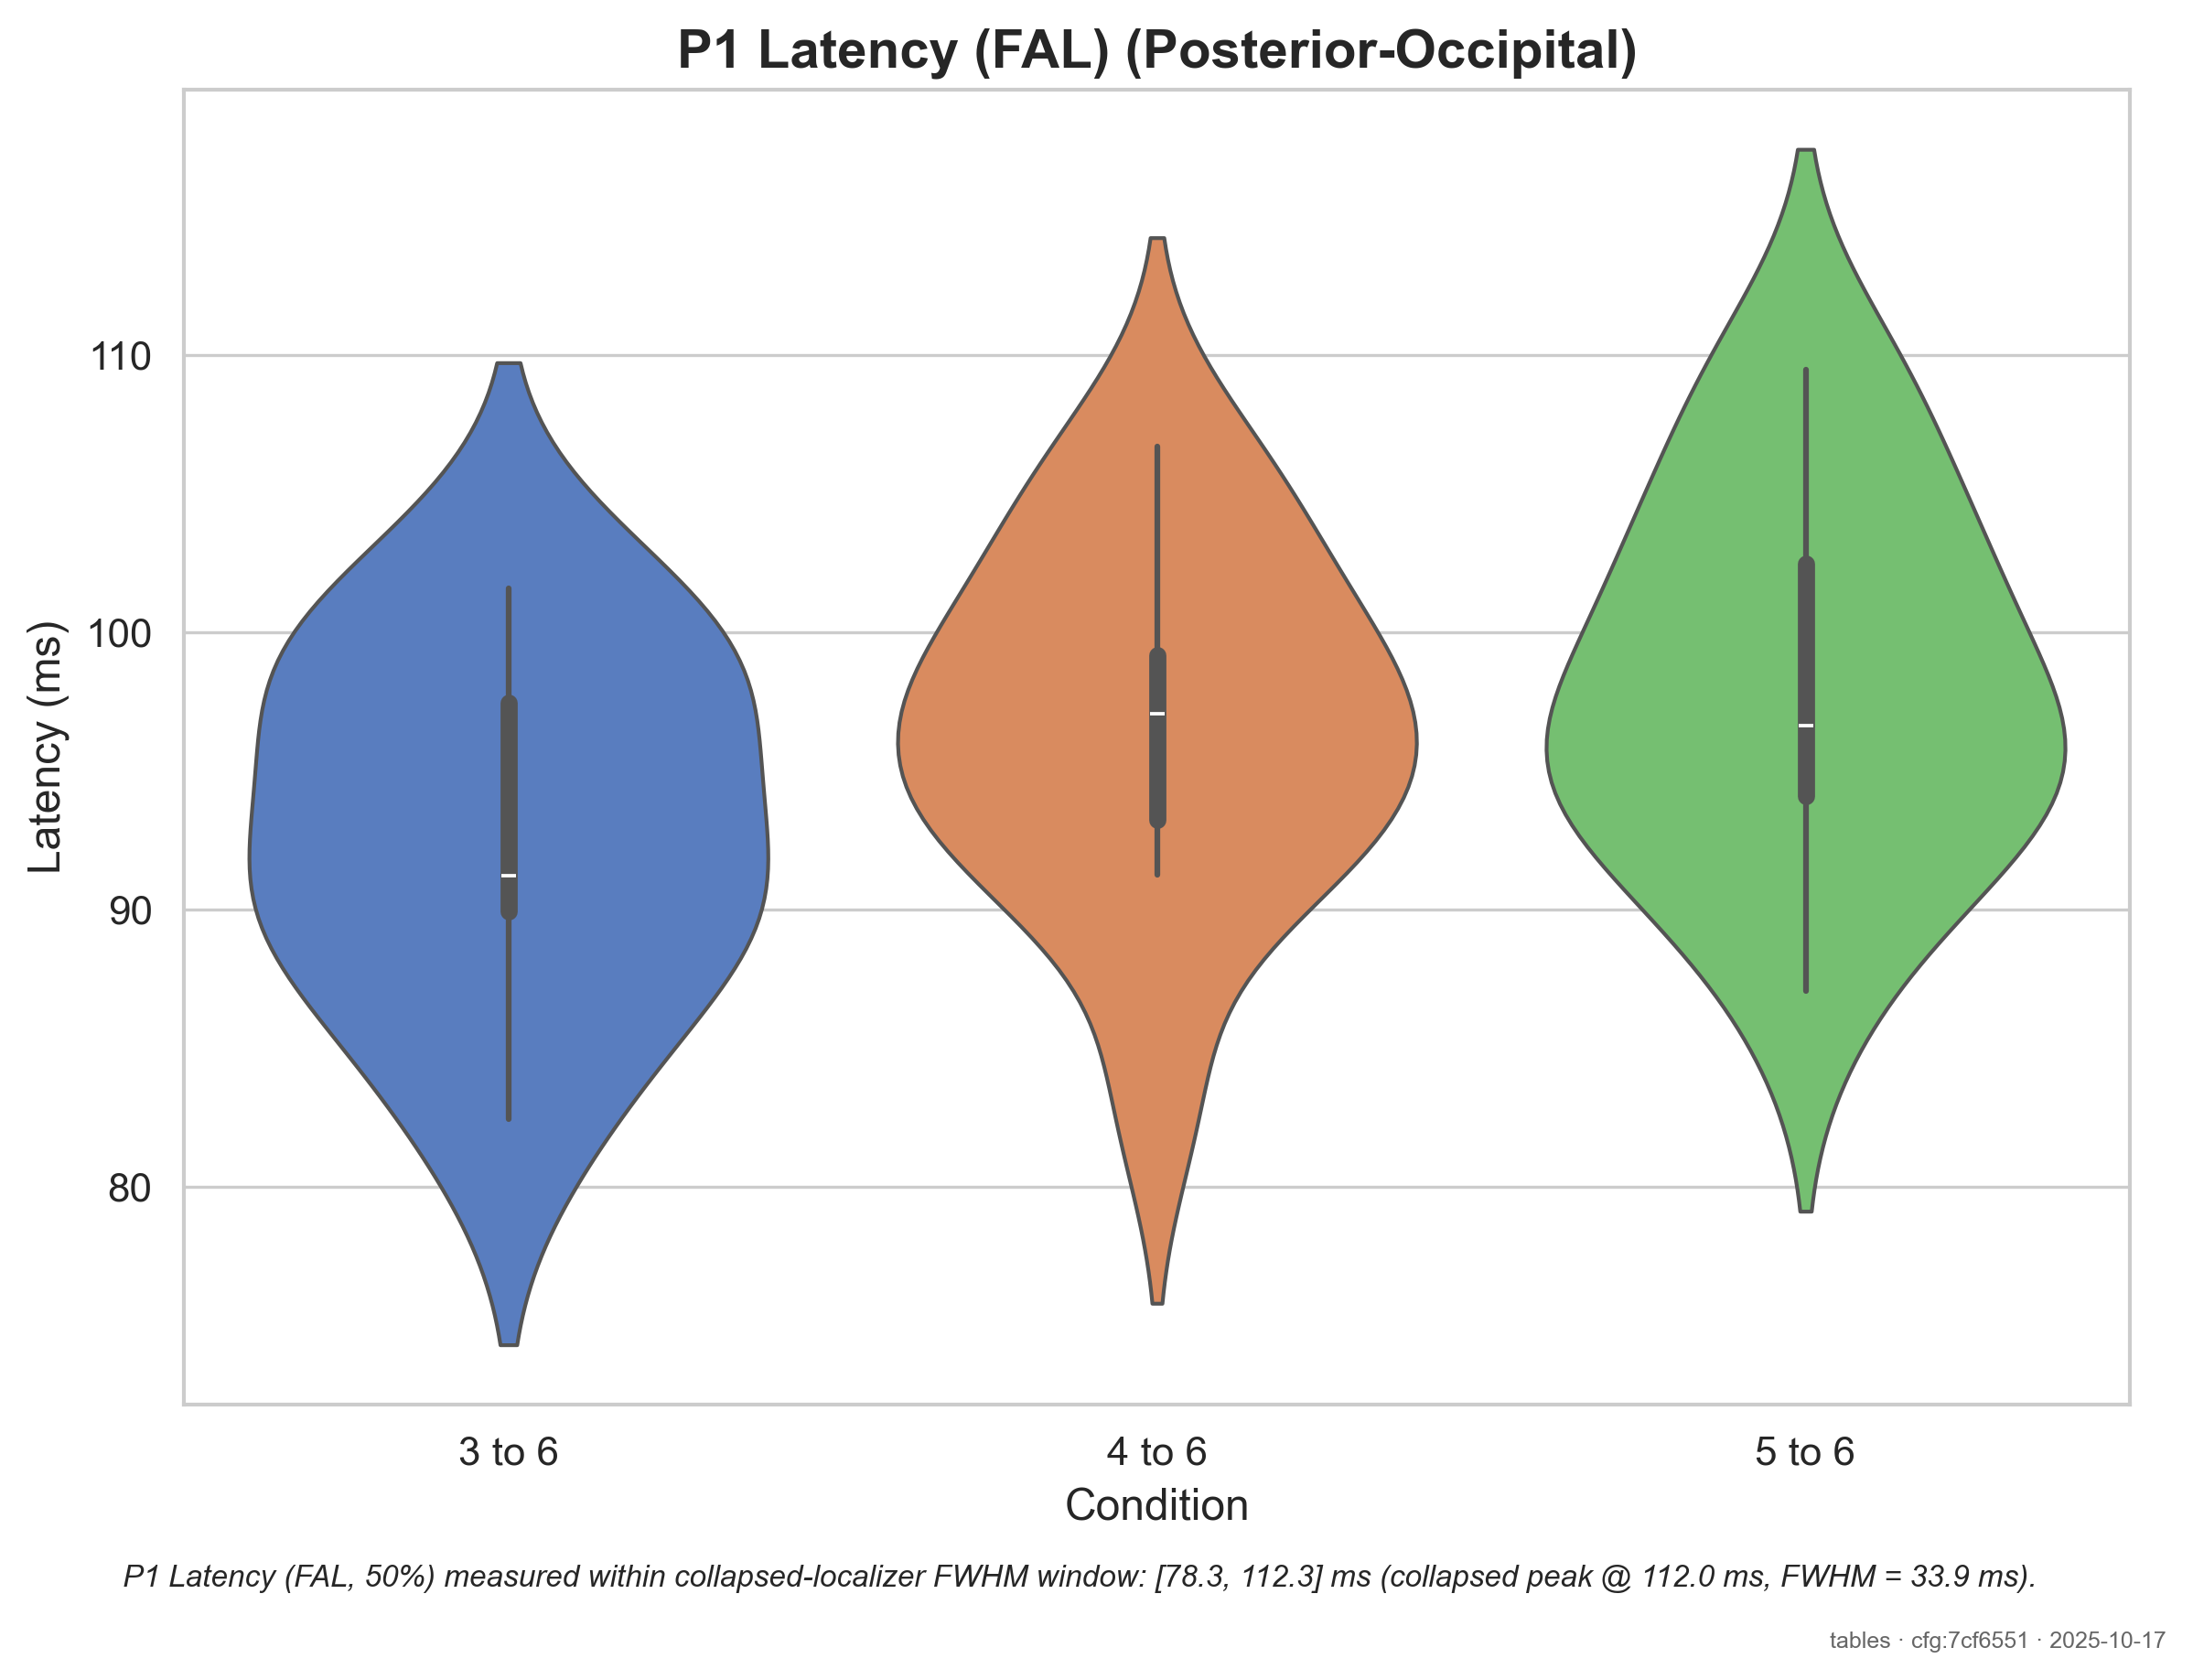 P1 Latency (FAL) (Posterior-Occipital)
Latency (ms)
110
100
90
80
3 to 6
4 to 6
5 to 6
Condition
P1 Latency (FAL, 50%) measured within collapsed-localizer FWHM window: [78.3, 112.3] ms (collapsed peak @ 112.0 ms, FWHM = 33.9 ms).
tables · cfg:7cf6551 · 2025-10-17